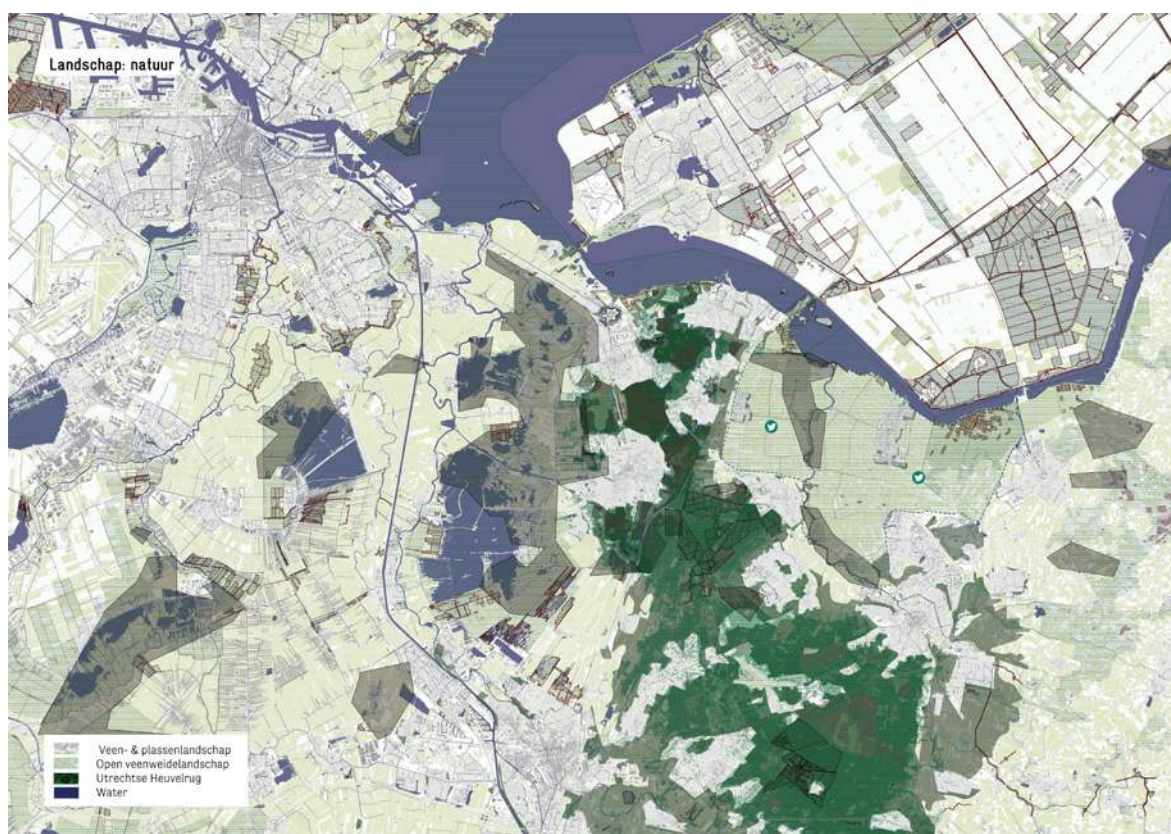 Landschap: natuur
Veen- & plassenlandschap
Open veenweidelandschap
Utrechtse Heuvelrug
Water